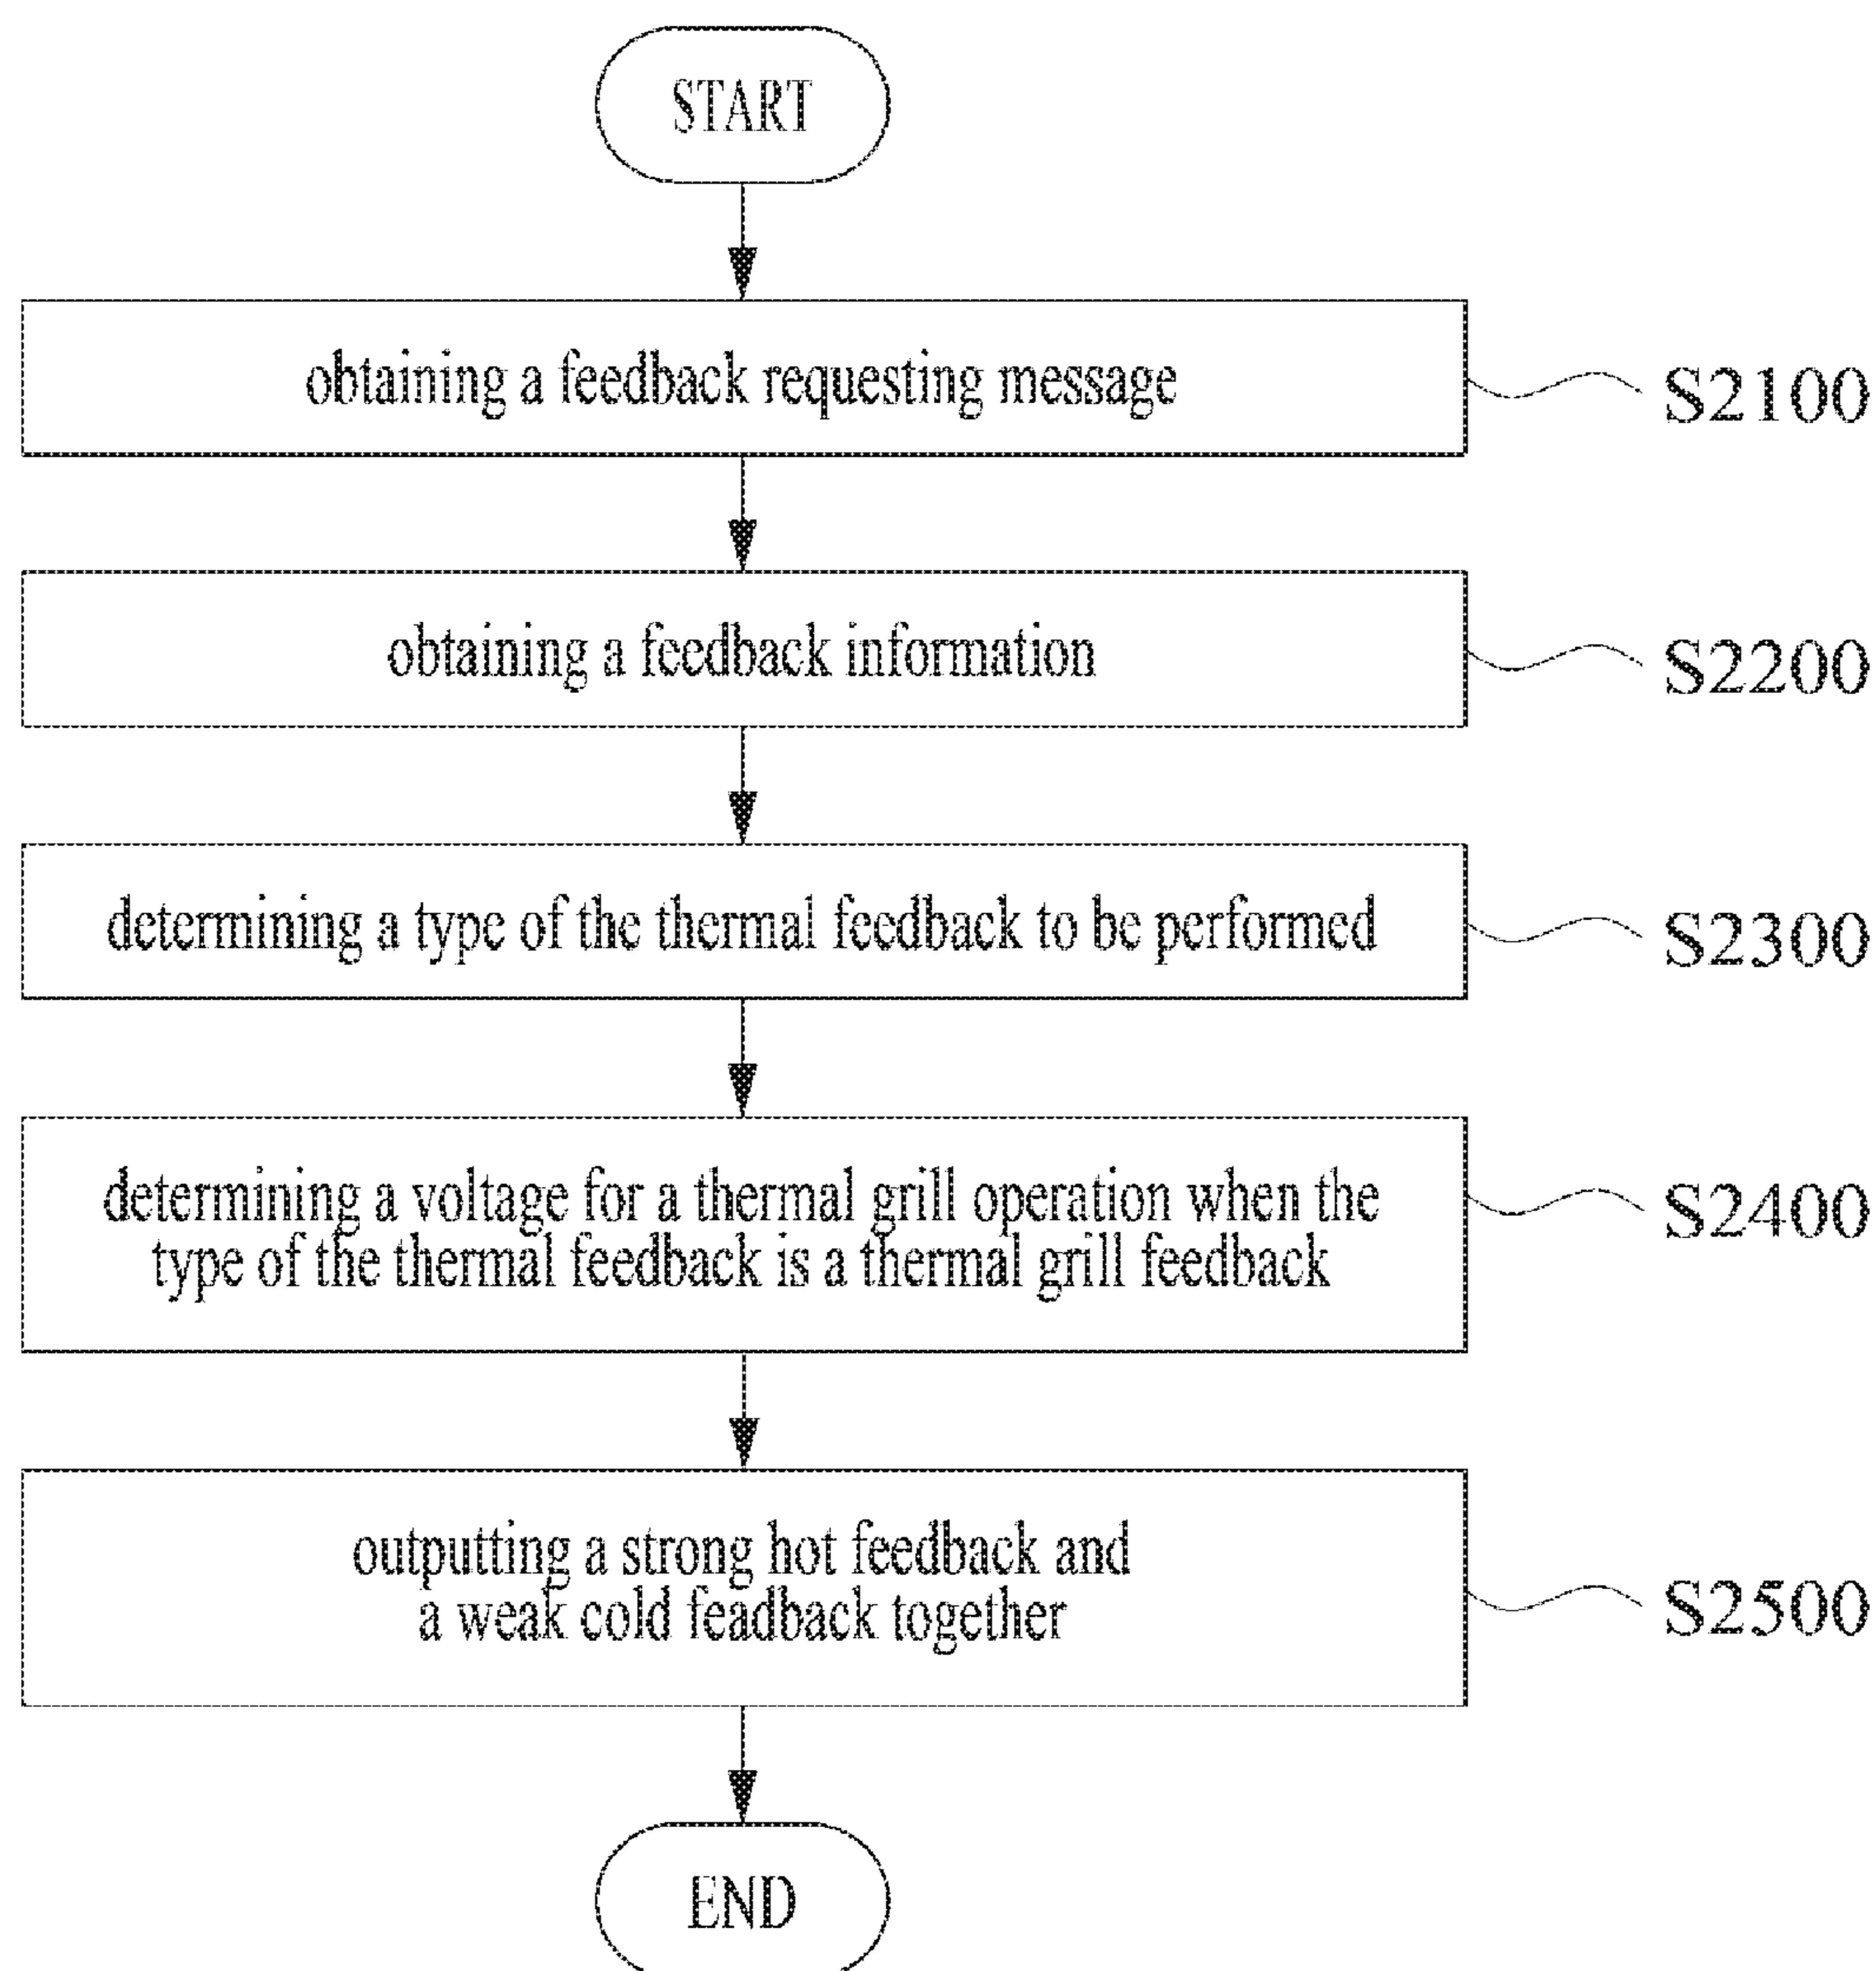 START
obtaining a feedback requesting message
S2100
obtaining a feedback information
S2200
determining a type of the thermal feedback to be performed
S2300
determining a voltage for a thermal grill operation when the
type of the thermal feedback is a thermal grill feedback
S2400
outputting a strong hot feedback and
a weak cold feadback together
S2500
END